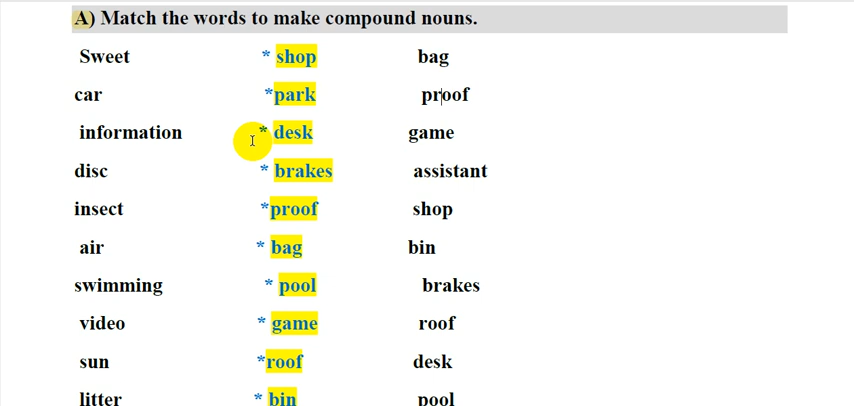 A) Match the words to make compound nouns.
Sweet * shop bag
car *park proof
information * desk game
disc * brakes assistant
insect *proof shop
air * bag bin
swimming * pool brakes
video * game roof
sun *roof desk
litter * bin pool